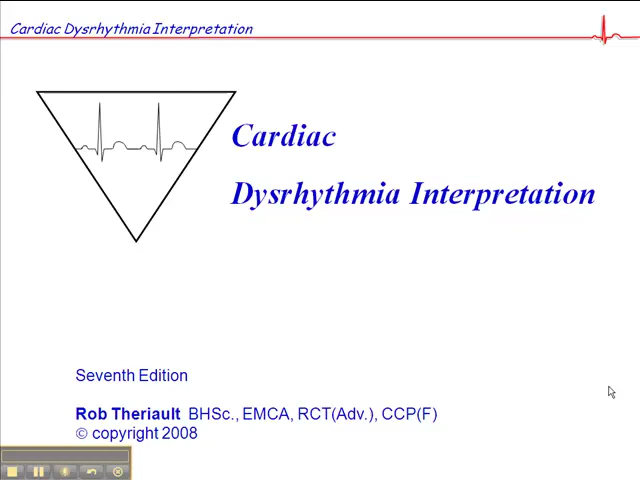 Cardiac Dysrhythmia Interpretation
Cardiac
Dysrhythmia Interpretation
Seventh Edition
Rob Theriault BHSc., EMCA, RCT(Adv.), CCP(F)
© copyright 2008